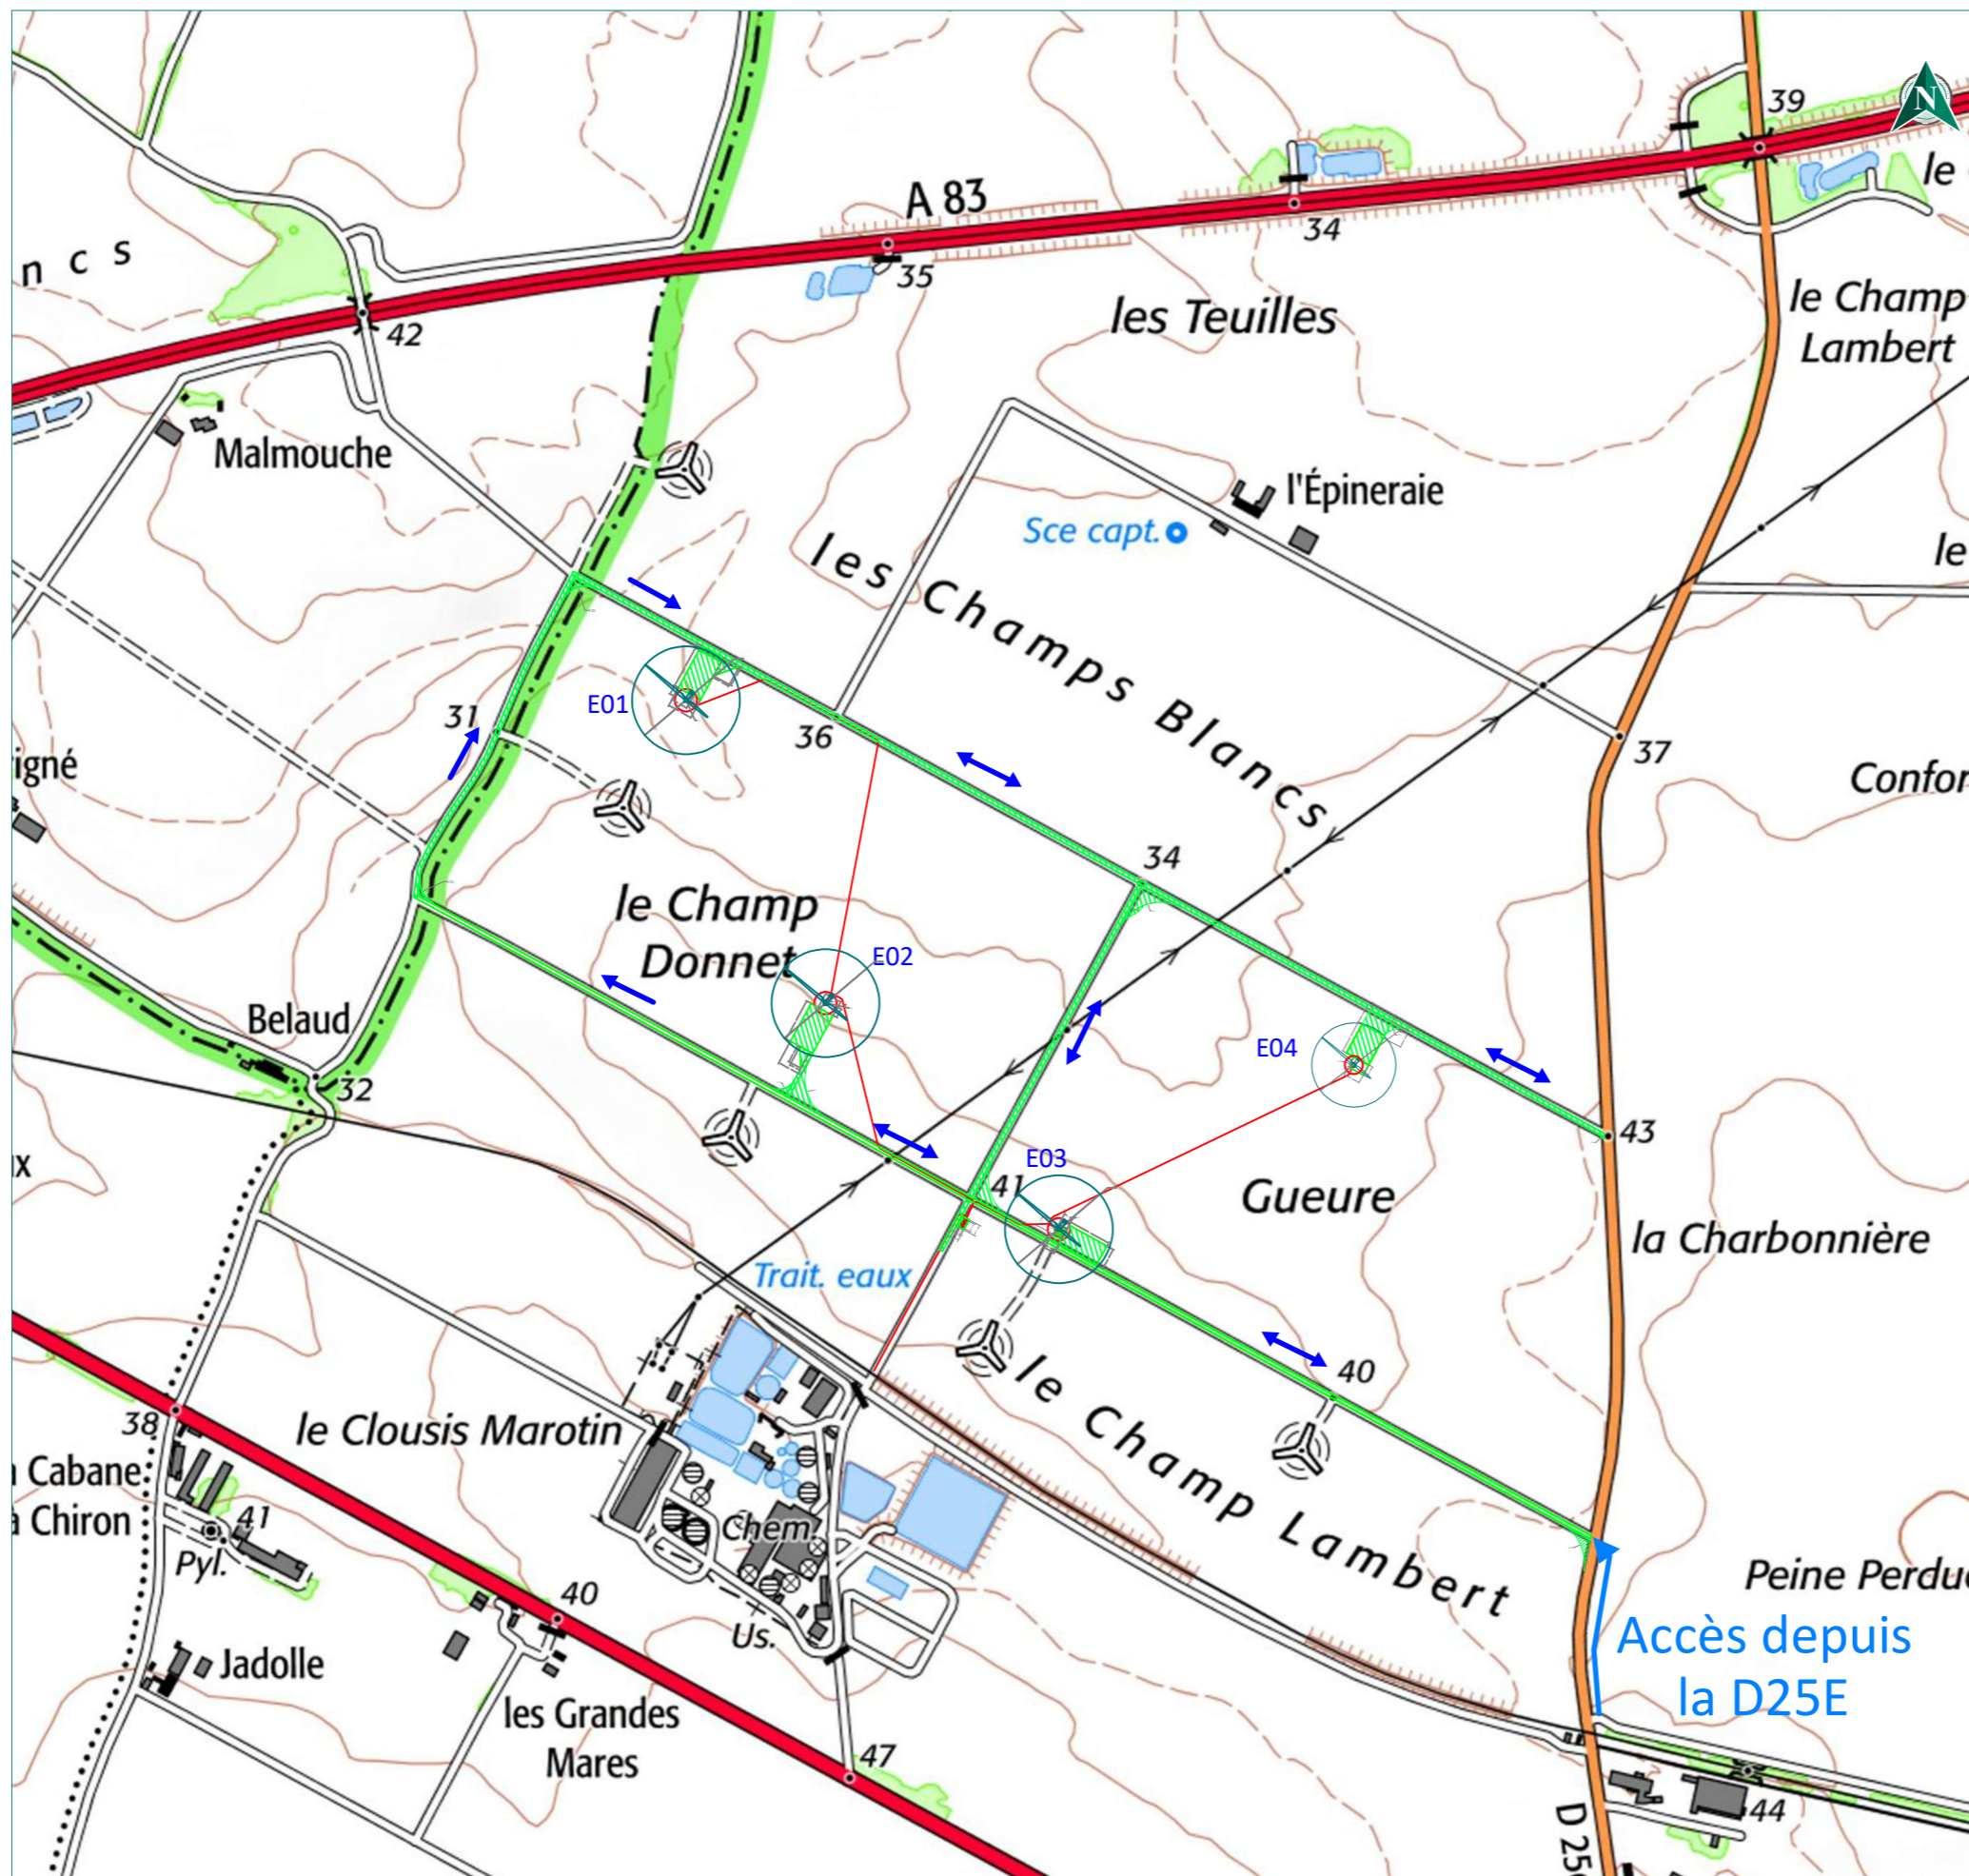 N
39
A 83
le
34
n c s
35
le Champ
Lambert
les Teuilles
42
Malmouche
l'Épineraie
Sce capt.
le
les Champs Blancs
E01
31
36
37
igné
Confor
34
le Champ
Donnet
E02
Belaud
E04
32
43
E03
41
Gueure
la Charbonnière
Trait. eaux
40
38
le Clousis Marotin
le Champ Lambert
Cabane
à Chiron
41
Chem.
Pyl.
Peine Perdue
40
Us.
Accès depuis
la D25E
Jadolle
les Grandes
Mares
47
44
D 25